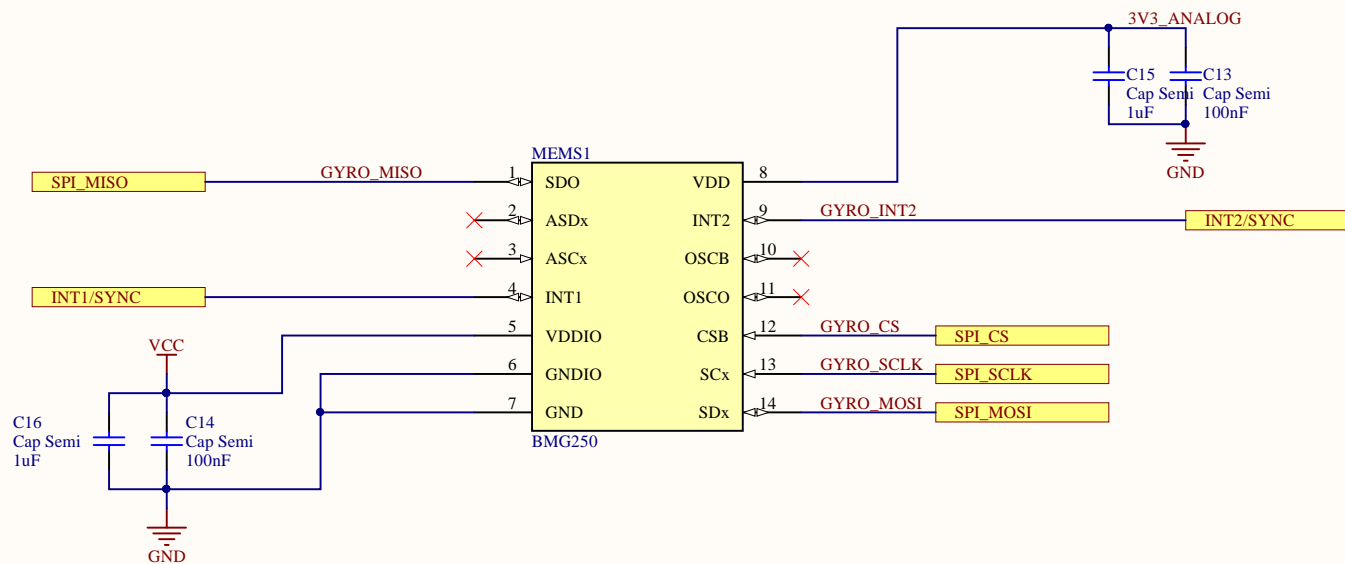 3V3_ANALOG
C15
Cap Semi
1uF
C13
Cap Semi
100nF
GND
MEMS1
SPI_MISO
GYRO_MISO
1
SDO
VDD
8
2
ASDx
INT2
9
GYRO_INT2
INT2/SYNC
3
ASCx
OSCB
10
INT1/SYNC
4
INT1
OSCO
11
5
VDDIO
CSB
12
GYRO_CS
SPI_CS
6
GNDIO
SCx
13
GYRO_SCLK
SPI_SCLK
7
GND
SDx
14
GYRO_MOSI
SPI_MOSI
BMG250
VCC
C16
Cap Semi
1uF
C14
Cap Semi
100nF
GND